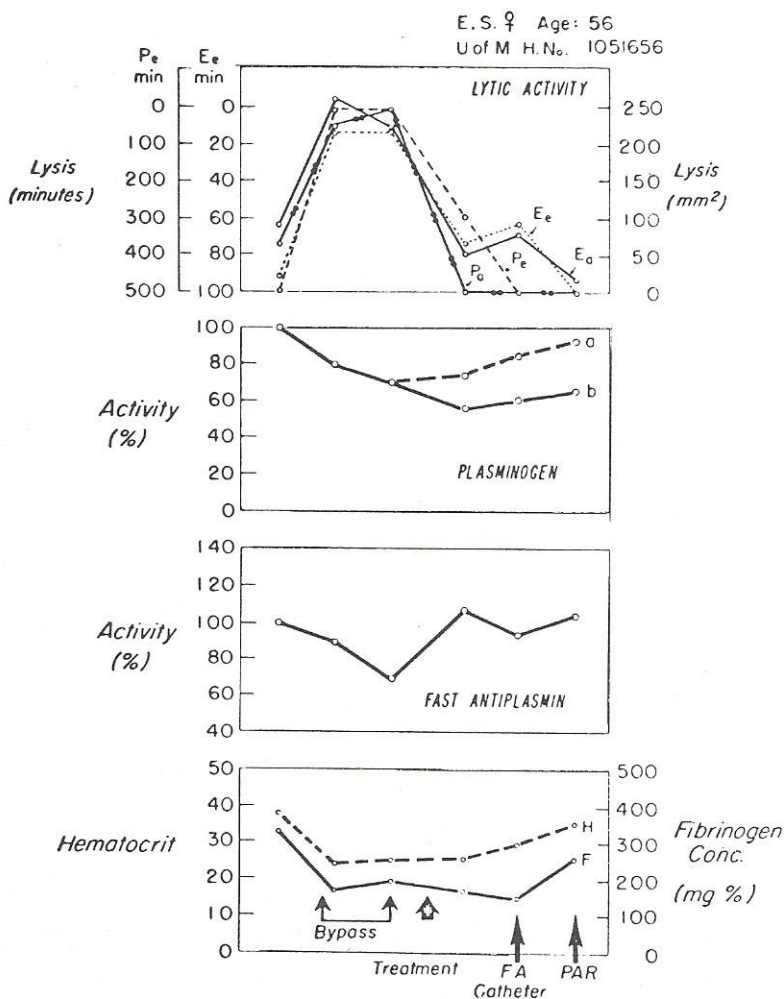 E.S. ♀ Age: 56
U of M H.No. 1051656
Pe Ee
min min
LYTIC ACTIVITY
0 0 250
100 20 200
200 40 150
300 60 100
400 80 50
500 100 0
Lysis
(minutes)
Lysis
(mm²)
Ee
Pe
Ea
Pa
100
80
60
40
20
0
Activity
(%)
a
b
PLASMINOGEN
140
120
100
80
60
40
Activity
(%)
FAST ANTIPLASMIN
50 500
40 400
30 300
20 200
10 100
0 0
Hematocrit
H
F
Fibrinogen
Conc.
(mg %)
Bypass
Treatment FA PAR
Catheter